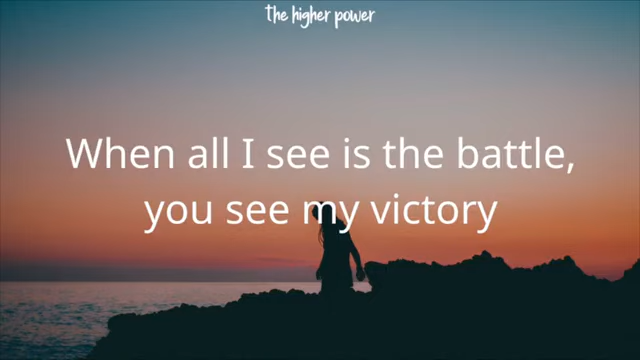 the higher power
When all I see is the battle,
you see my victory